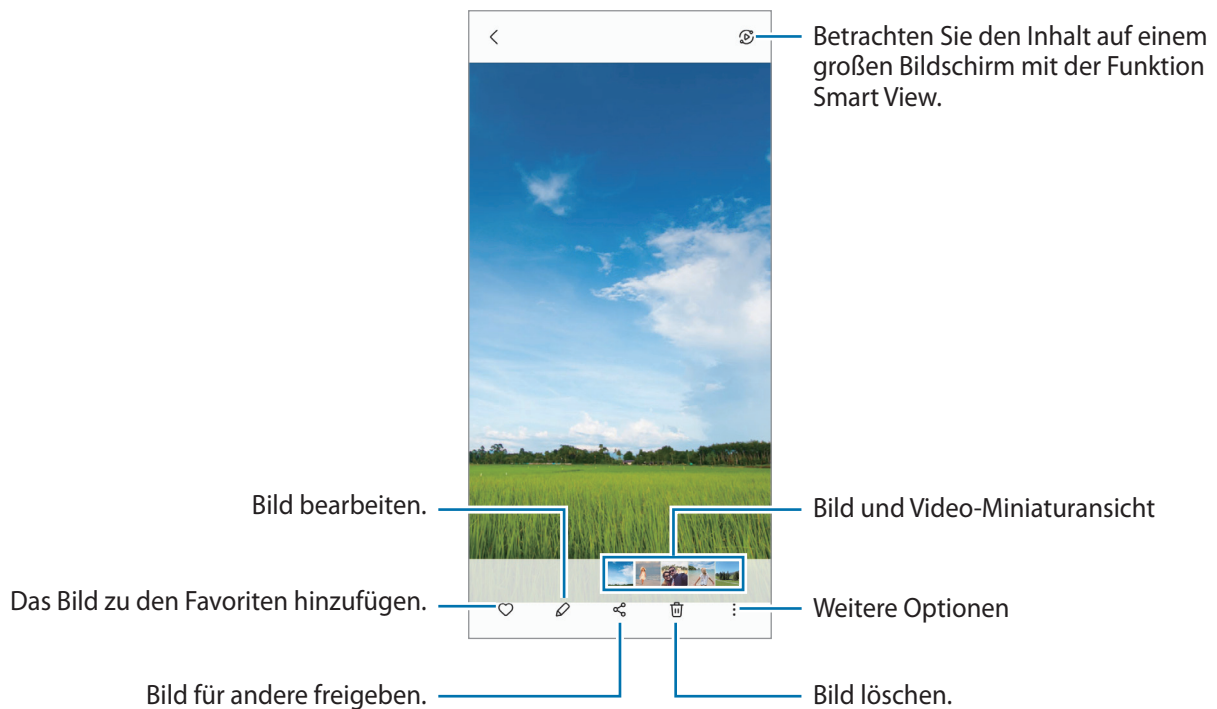 Betrachten Sie den Inhalt auf einem
großen Bildschirm mit der Funktion
Smart View.
Bild bearbeiten.
Bild und Video-Miniaturansicht
Das Bild zu den Favoriten hinzufügen.
Weitere Optionen
Bild für andere freigeben.
Bild löschen.